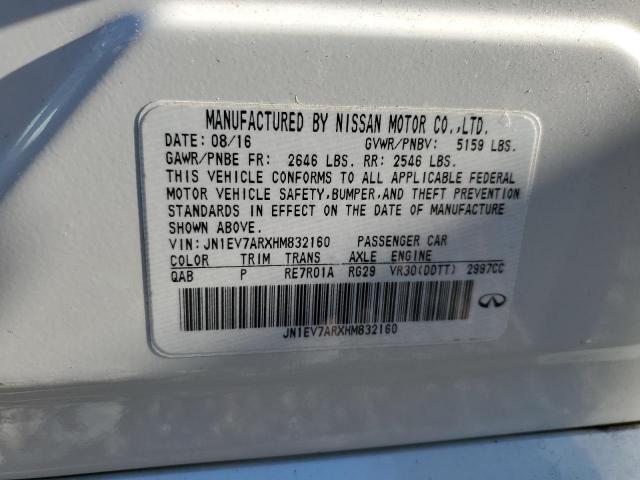 MANUFACTURED BY NISSAN MOTOR CO.,LTD.
DATE: 08/16 GVWR/PNBV: 5159 LBS.
GAWR/PNBE FR: 2646 LBS. RR: 2546 LBS.
THIS VEHICLE CONFORMS TO ALL APPLICABLE FEDERAL
MOTOR VEHICLE SAFETY,BUMPER,AND THEFT PREVENTION
STANDARDS IN EFFECT ON THE DATE OF MANUFACTURE
SHOWN ABOVE.
VIN: JN1EV7ARXHM832160 PASSENGER CAR
COLOR TRIM TRANS AXLE ENGINE
QAB P RE7R01A RG29 VR30(DDTT) 2997CC
JN1EV7ARXHM832160